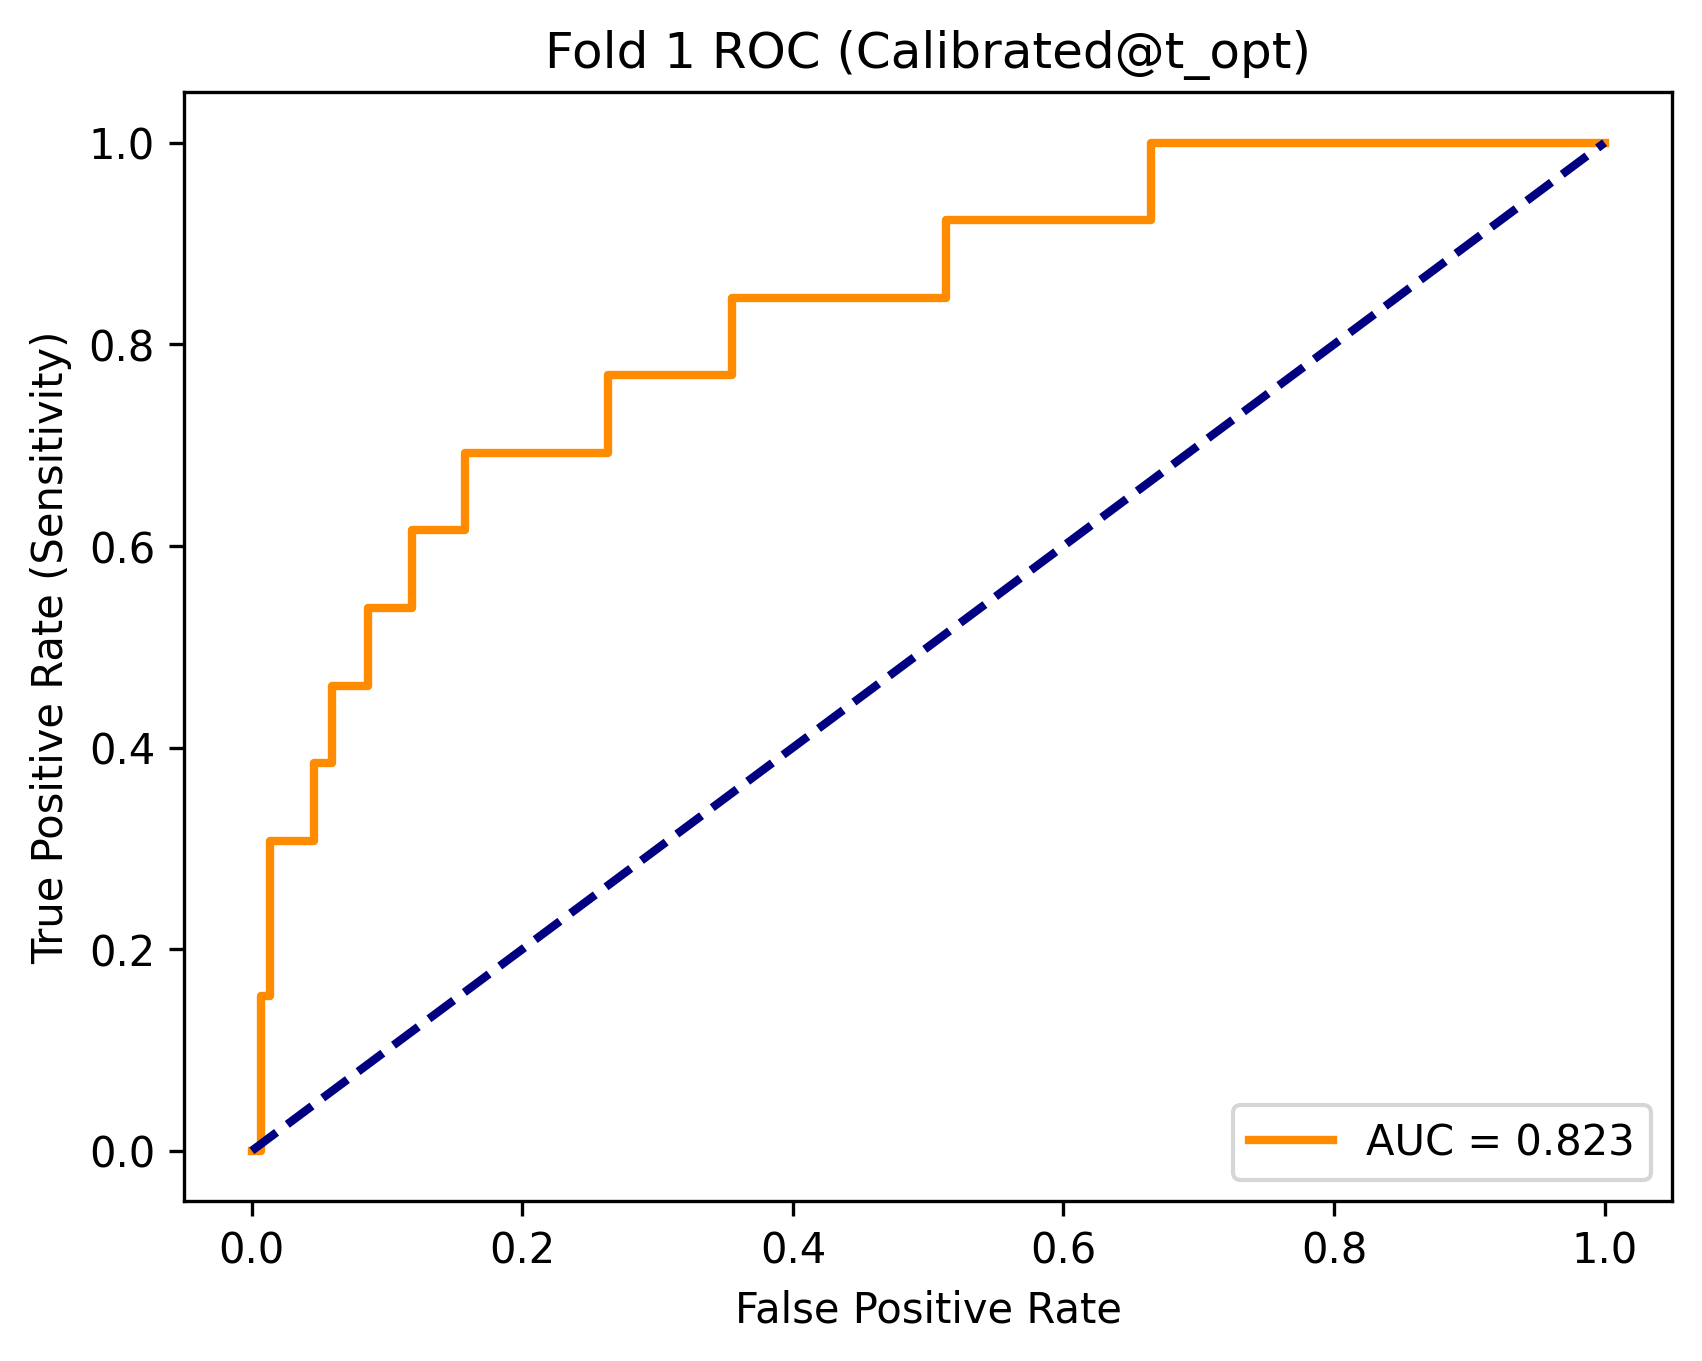 Fold 1 ROC (Calibrated@t_opt)
True Positive Rate (Sensitivity)
1.0
0.8
0.6
0.4
0.2
0.0
AUC = 0.823
0.0 0.2 0.4 0.6 0.8 1.0
False Positive Rate